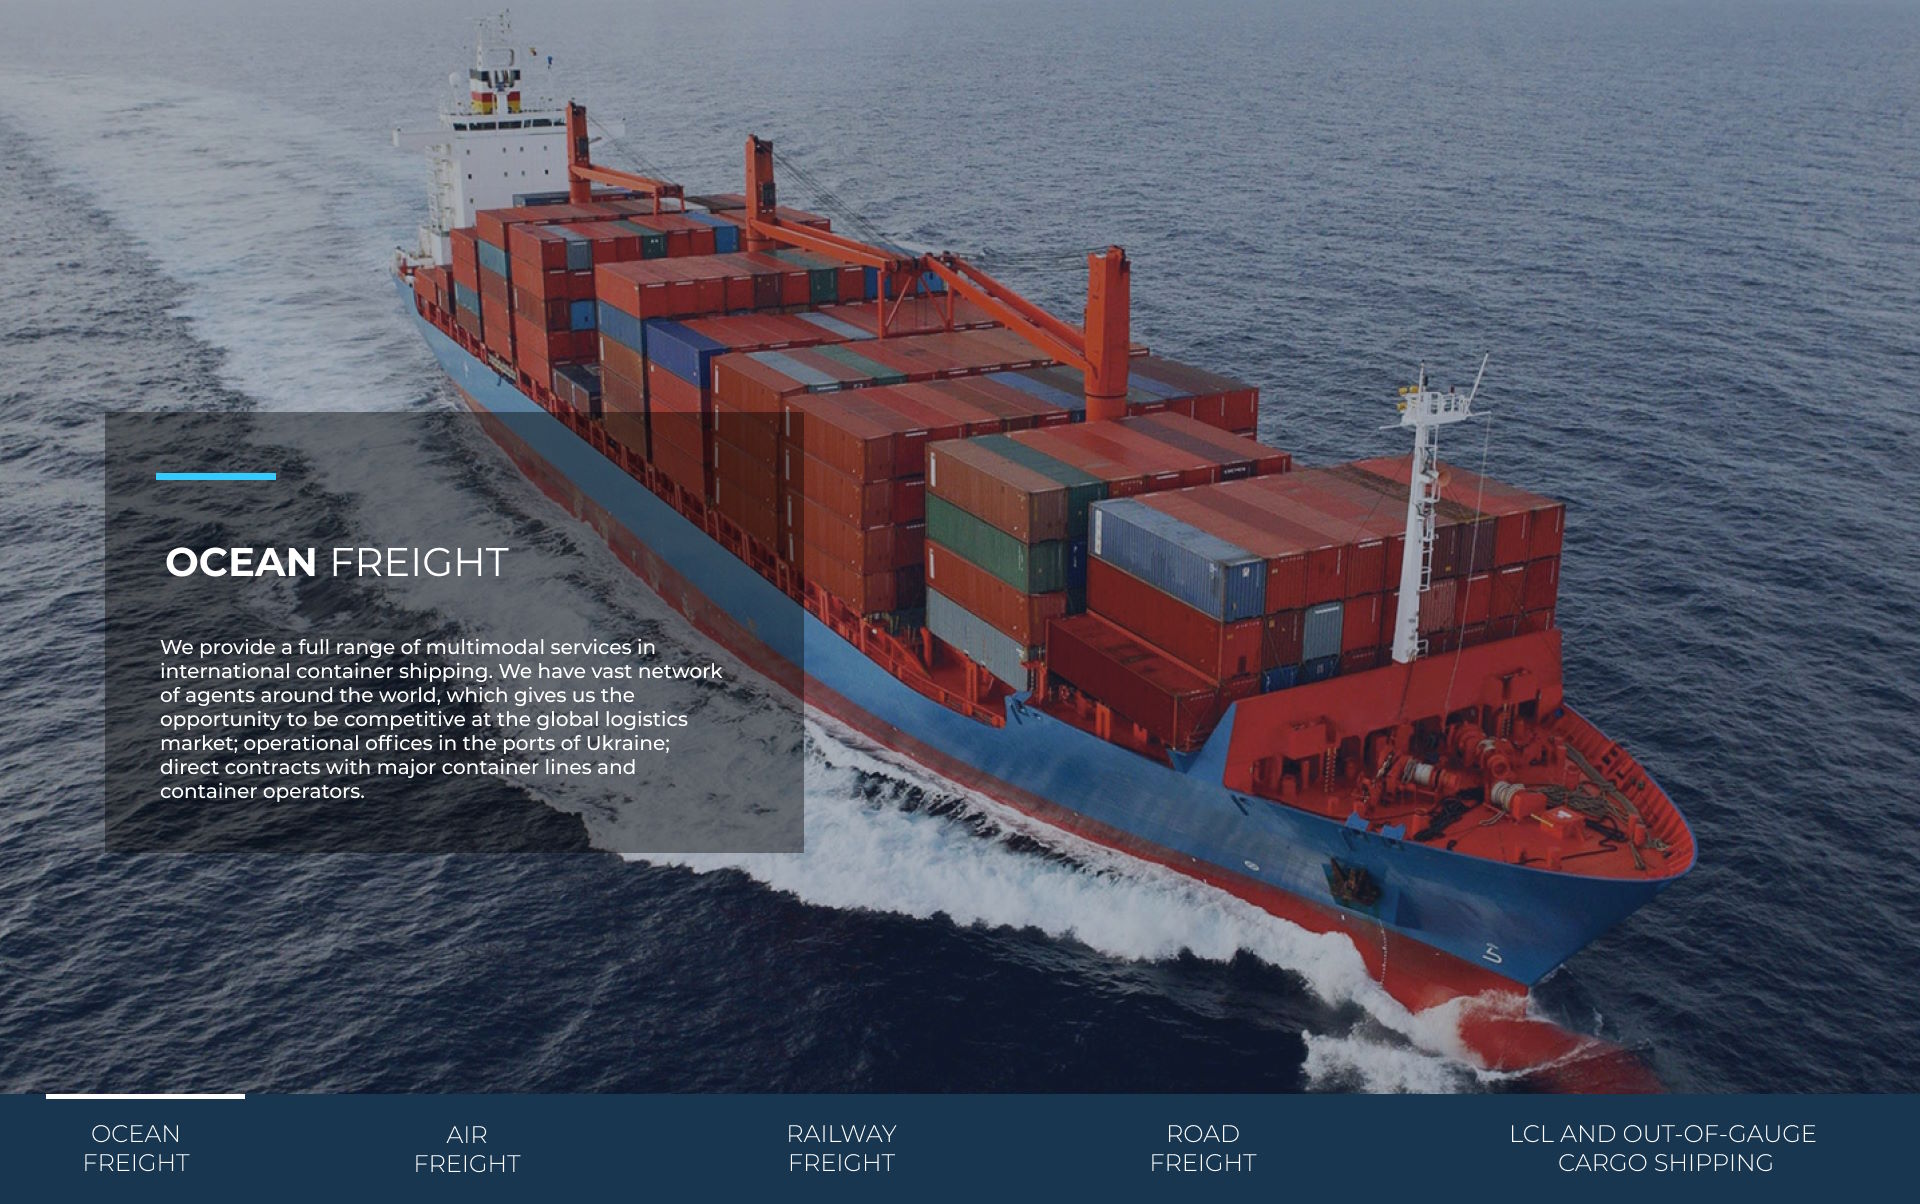 OCEAN FREIGHT
We provide a full range of multimodal services in
international container shipping. We have vast network
of agents around the world, which gives us the
opportunity to be competitive at the global logistics
market; operational offices in the ports of Ukraine;
direct contracts with major container lines and
container operators.
OCEAN
FREIGHT
AIR
FREIGHT
RAILWAY
FREIGHT
ROAD
FREIGHT
LCL AND OUT-OF-GAUGE
CARGO SHIPPING